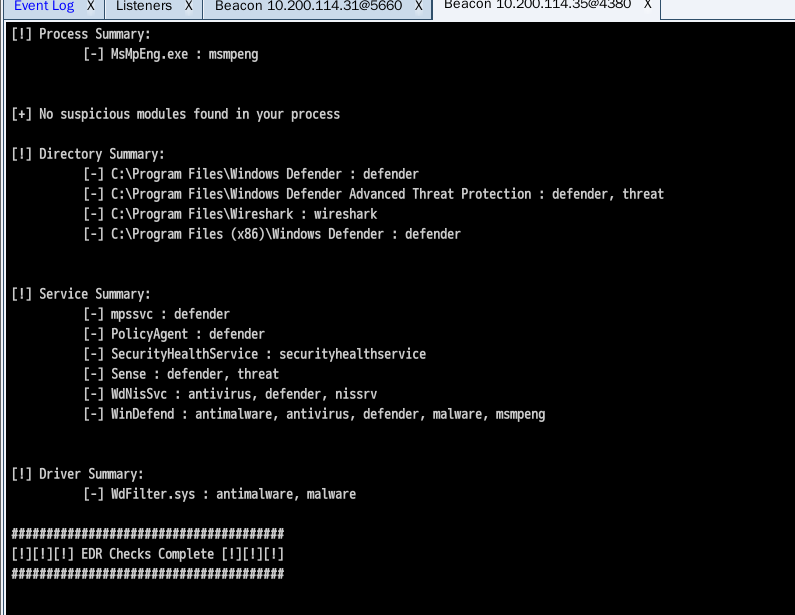 Event Log X Listeners X Beacon 10.200.114.31@5660 X Beacon 10.200.114.35@4380 X
[!] Process Summary:
[-] MsMpEng.exe : msmpeng
[+] No suspicious modules found in your process
[!] Directory Summary:
[-] C:\Program Files\Windows Defender : defender
[-] C:\Program Files\Windows Defender Advanced Threat Protection : defender, threat
[-] C:\Program Files\Wireshark : wireshark
[-] C:\Program Files (x86)\Windows Defender : defender
[!] Service Summary:
[-] mpssvc : defender
[-] PolicyAgent : defender
[-] SecurityHealthService : securityhealthservice
[-] Sense : defender, threat
[-] WdNisSvc : antivirus, defender, nissrv
[-] WinDefend : antimalware, antivirus, defender, malware, msmpeng
[!] Driver Summary:
[-] WdFilter.sys : antimalware, malware
#######################################
[!][!][!] EDR Checks Complete [!][!][!]
#######################################